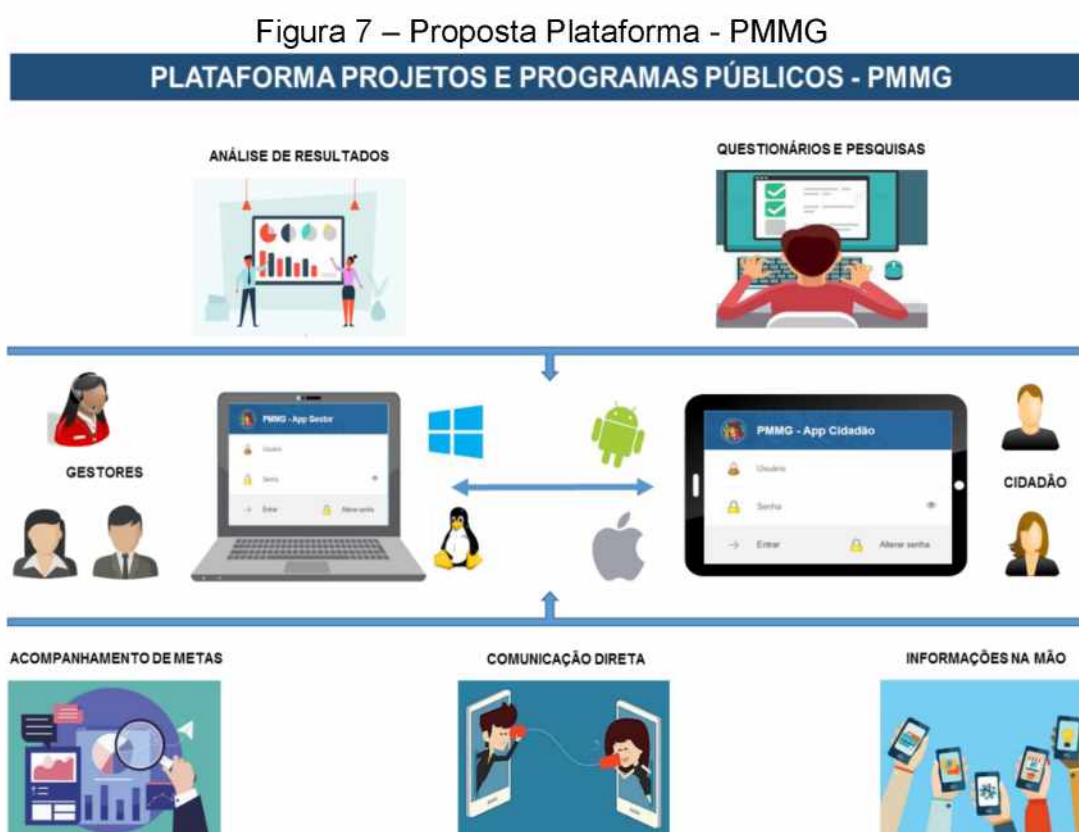 Figura 7 – Proposta Plataforma - PMMG
PLATAFORMA PROJETOS E PROGRAMAS PÚBLICOS - PMMG
ANÁLISE DE RESULTADOS
QUESTIONÁRIOS E PESQUISAS
GESTORES
PMMG - App Gestor
Usuário
Senha
Entrar
Alterar senha
PMMG - App Cidadão
Usuário
Senha
Entrar
Alterar senha
CIDADÃO
ACOMPANHAMENTO DE METAS
COMUNICAÇÃO DIRETA
INFORMAÇÕES NA MÃO